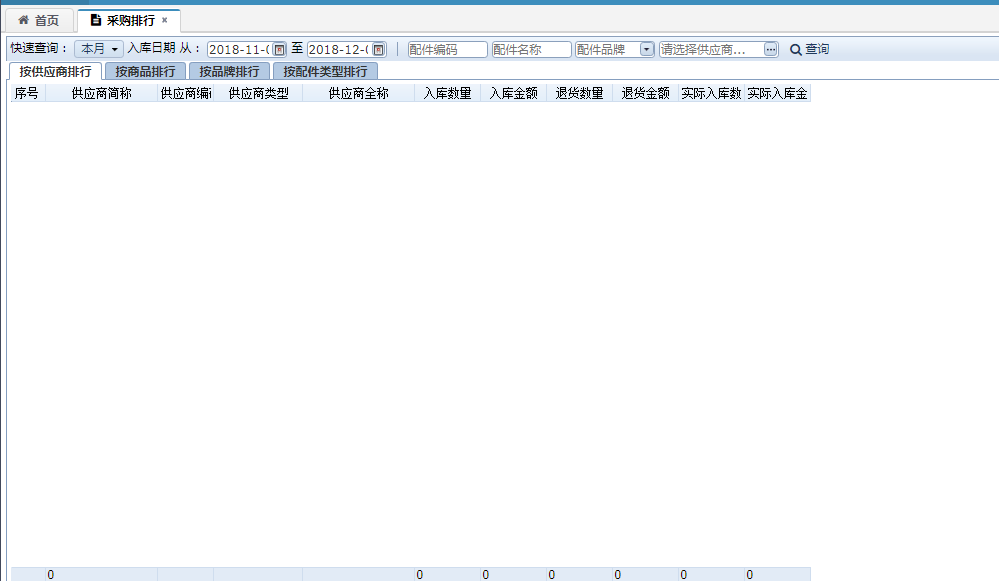 首页 采购排行 ×
快速查询： 本月 入库日期 从： 2018-11-0 至 2018-12-0 配件编码 配件名称 配件品牌 请选择供应商... 查询
按供应商排行 按商品排行 按品牌排行 按配件类型排行
序号 供应商简称 供应商编 供应商类型 供应商全称 入库数量 入库金额 退货数量 退货金额 实际入库数 实际入库金
0 0 0 0 0 0 0